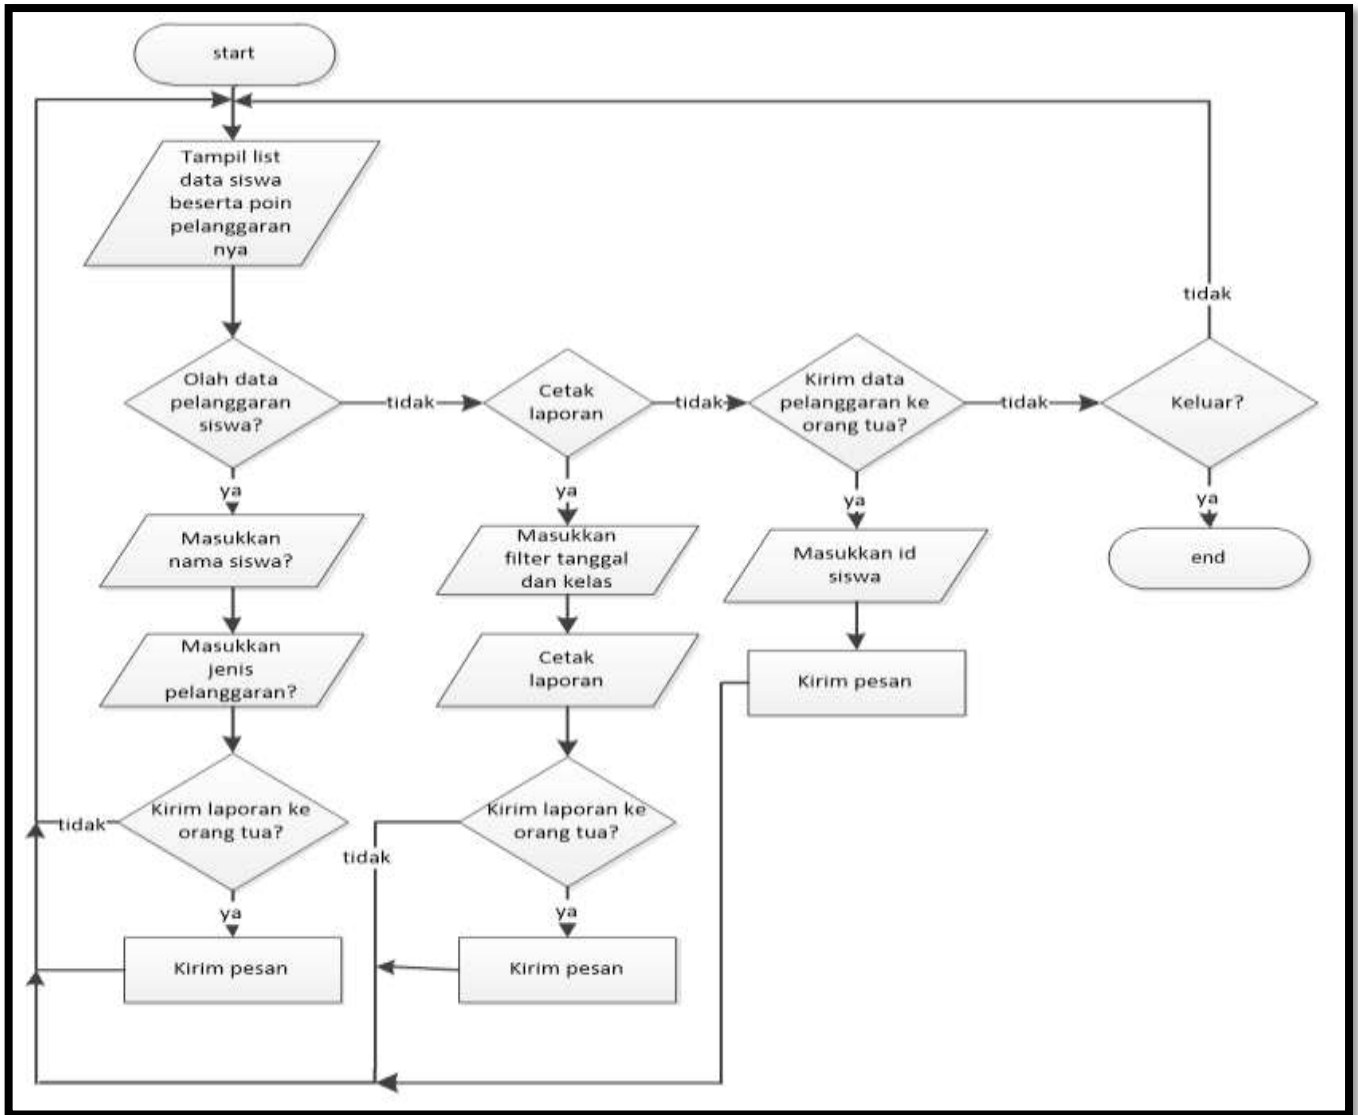 start
Tampil list
data siswa
beserta poin
pelanggaran
nya
tidak
Olah data
pelanggaran
siswa?
tidak
Cetak
laporan
tidak
Kirim data
pelanggaran ke
orang tua?
tidak
Keluar?
ya
ya
ya
ya
Masukkan
nama siswa?
Masukkan
filter tanggal
dan kelas
Masukkan id
siswa
end
Masukkan
jenis
pelanggaran?
Cetak
laporan
Kirim pesan
tidak
Kirim laporan ke
orang tua?
tidak
Kirim laporan ke
orang tua?
ya
ya
Kirim pesan
Kirim pesan